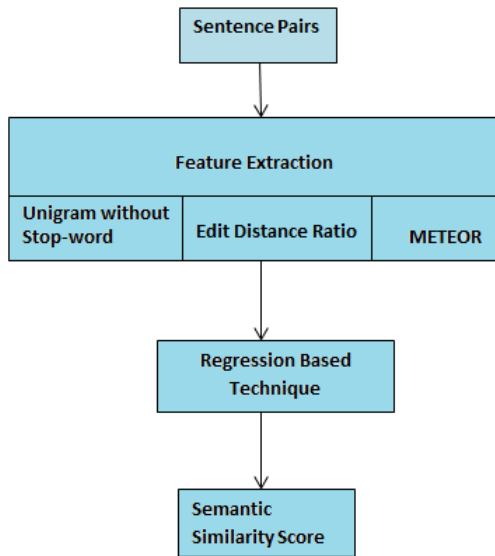 Sentence Pairs
Feature Extraction
Unigram without
Stop-word
Edit Distance Ratio
METEOR
Regression Based
Technique
Semantic
Similarity Score